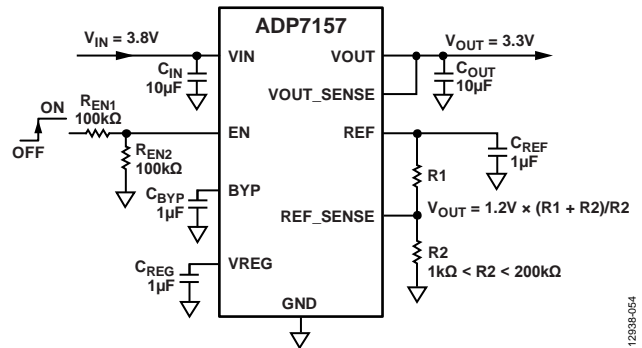 ADP7157
V_IN = 3.8V
VIN
VOUT
V_OUT = 3.3V
C_IN
10µF
C_OUT
10µF
VOUT_SENSE
ON
OFF
R_EN1
100kΩ
EN
REF
R_EN2
100kΩ
C_REF
1µF
R1
C_BYP
1µF
BYP
REF_SENSE
V_OUT = 1.2V × (R1 + R2)/R2
R2
1kΩ < R2 < 200kΩ
C_REG
1µF
VREG
GND
12938-054